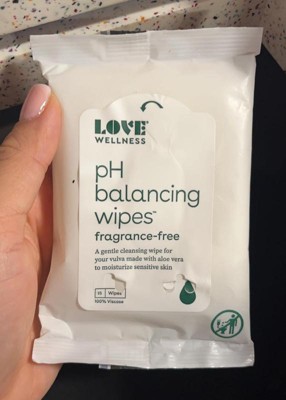 LOVE
WELLNESS
pH
balancing
wipes™
fragrance-free
A gentle cleansing wipe for
your vulva made with aloe vera
to moisturize sensitive skin
Wipes
100% Viscose